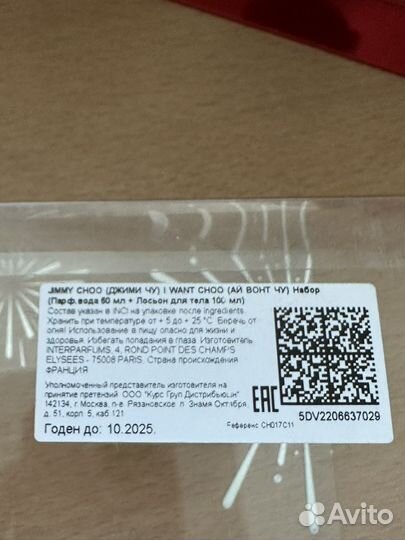 JIMMY CHOO (ДЖИМИ ЧУ) I WANT CHOO (АЙ ВОНТ ЧУ) Набор
(Парф.вода 60 мл + Лосьон для тела 100 мл)
Состав указан в INCI на упаковке после Ingredients.
Хранить при температуре от + 5 до + 25 °C. Беречь от
огня! Использование в пищу опасно для жизни и
здоровья. Избегать попадания в глаза. Изготовитель:
INTERPARFUMS, 4, ROND POINT DES CHAMPS
ELYSEES - 75008 PARIS. Страна происхождения
ФРАНЦИЯ
Уполномоченный представитель изготовителя на
принятие претензий: ООО "Курс Груп Дистрибьюшн"
142134, г. Москва, п-е. Рязановское, п. Знамя Октября,
д. 51, корп. 5, каб.121
Годен до: 10.2025.
EAC
5DV2206637029
Референс CH017C11
Avito